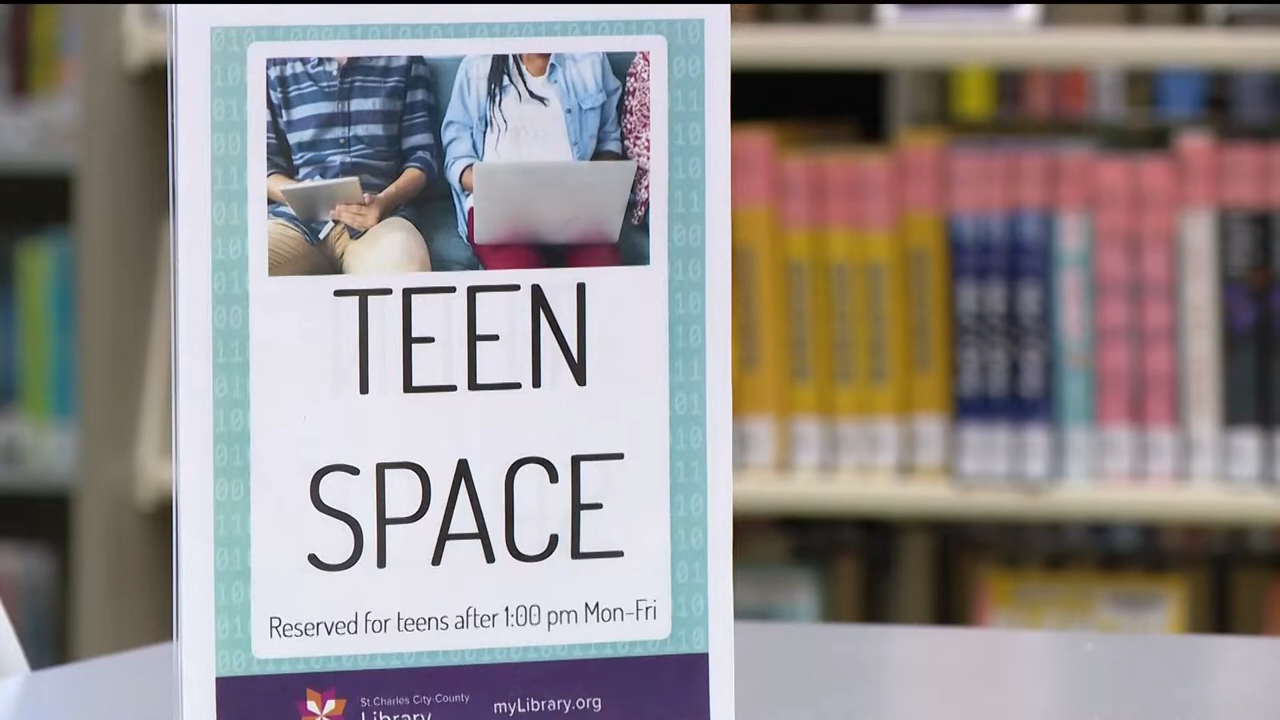 TEEN
SPACE
Reserved for teens after 1:00 pm Mon-Fri
St. Charles City-County
Library
myLibrary.org